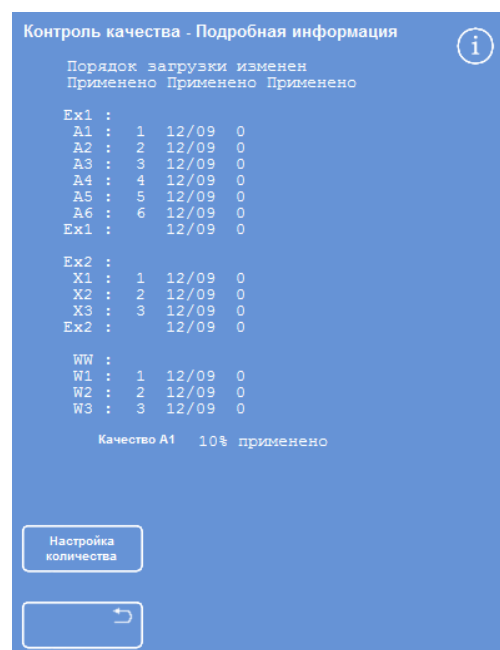 Контроль качества - Подробная информация
i
Порядок загрузки изменен
Применено Применено Применено
Ex1 :
A1 : 1 12/09 0
A2 : 2 12/09 0
A3 : 3 12/09 0
A4 : 4 12/09 0
A5 : 5 12/09 0
A6 : 6 12/09 0
Ex1 : 12/09 0
Ex2 :
X1 : 1 12/09 0
X2 : 2 12/09 0
X3 : 3 12/09 0
Ex2 : 12/09 0
WW :
W1 : 1 12/09 0
W2 : 2 12/09 0
W3 : 3 12/09 0
Качество A1 10% применено
Настройка
количества